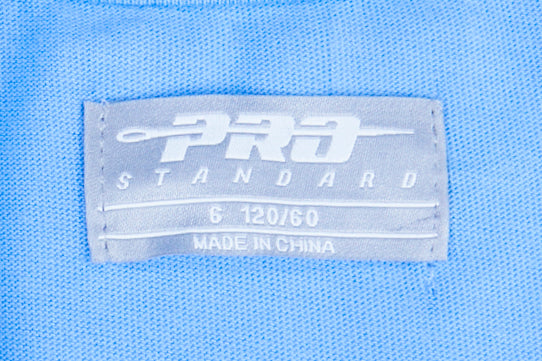 PRO
STANDARD
6 120/60
MADE IN CHINA